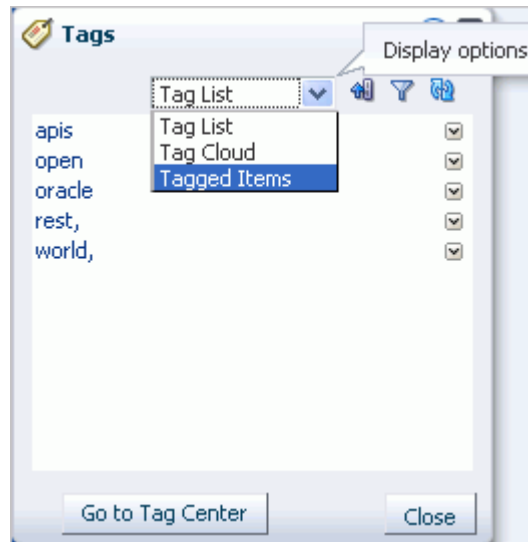 Tags
Display options
Tag List
Tag List
Tag Cloud
Tagged Items
apis
open
oracle
rest,
world,
Go to Tag Center
Close